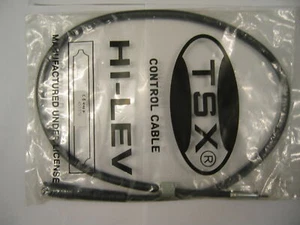 TSX®
CONTROL CABLE
HI-LEV
MANUFACTURED UNDER LICENSE